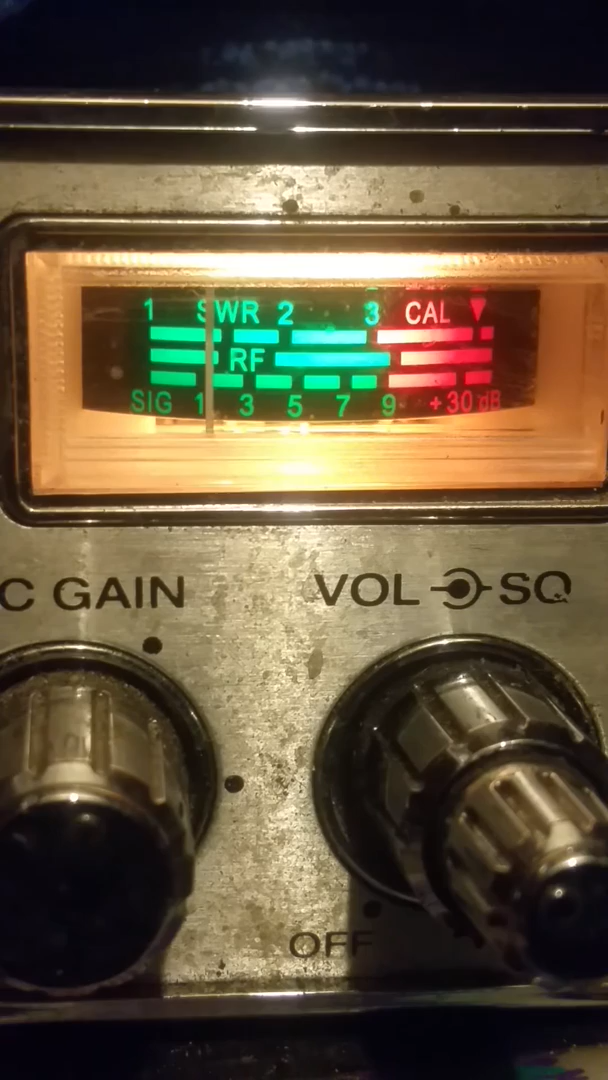 1 SWR 2 3 CAL
RF
SIG 1 3 5 7 9 +30 dB
C GAIN
VOL SQ
OFF